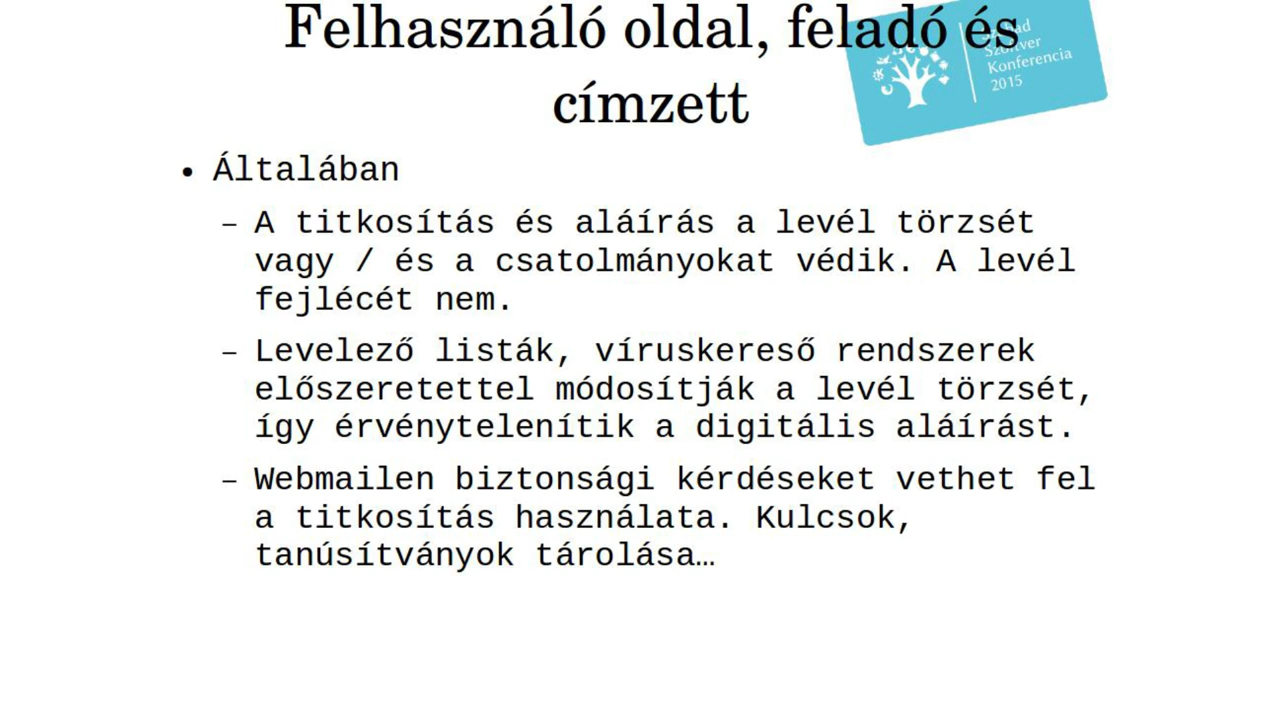 Felhasználó oldal, feladó és
címzett
Szabad
Szoftver
Konferencia
2015
• Általában
– A titkosítás és aláírás a levél törzsét
vagy / és a csatolmányokat védik. A levél
fejlécét nem.
– Levelező listák, víruskereső rendszerek
előszeretettel módosítják a levél törzsét,
így érvénytelenítik a digitális aláírást.
– Webmailen biztonsági kérdéseket vethet fel
a titkosítás használata. Kulcsok,
tanúsítványok tárolása…